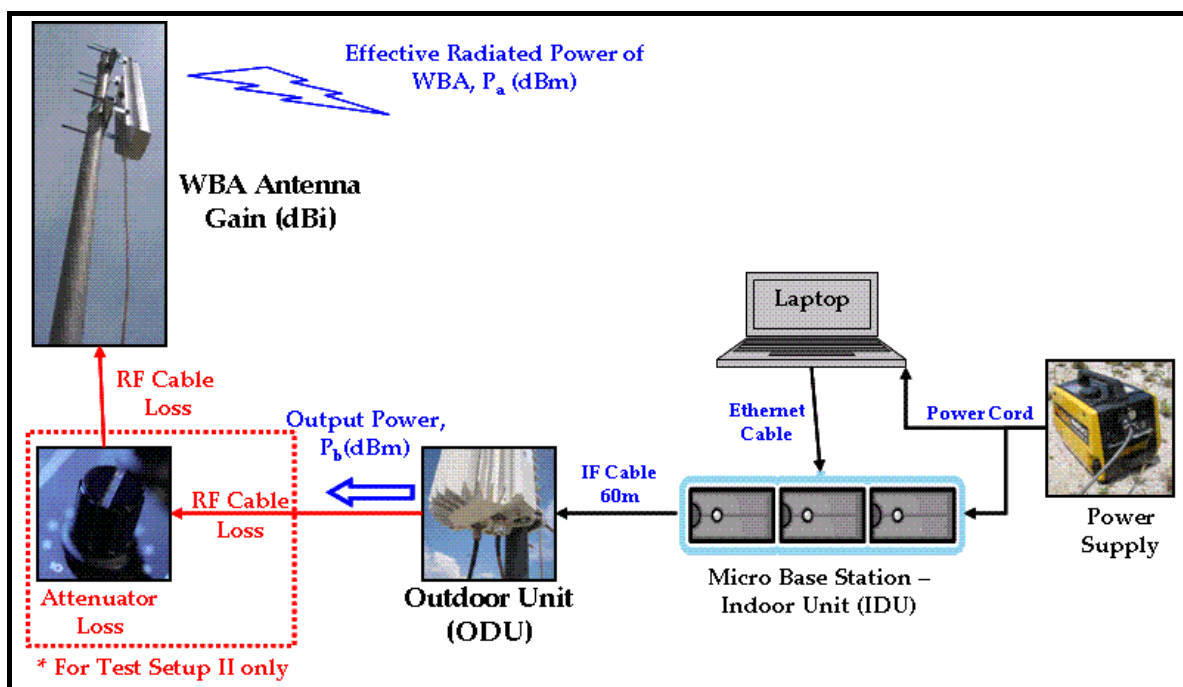 Effective Radiated Power of
WBA, Pa (dBm)
WBA Antenna
Gain (dBi)
Laptop
RF Cable
Loss
Output Power,
Pb(dBm)
Ethernet
Cable
Power Cord
IF Cable
60m
RF Cable
Loss
Attenuator
Loss
Outdoor Unit
(ODU)
Micro Base Station –
Indoor Unit (IDU)
Power
Supply
* For Test Setup II only